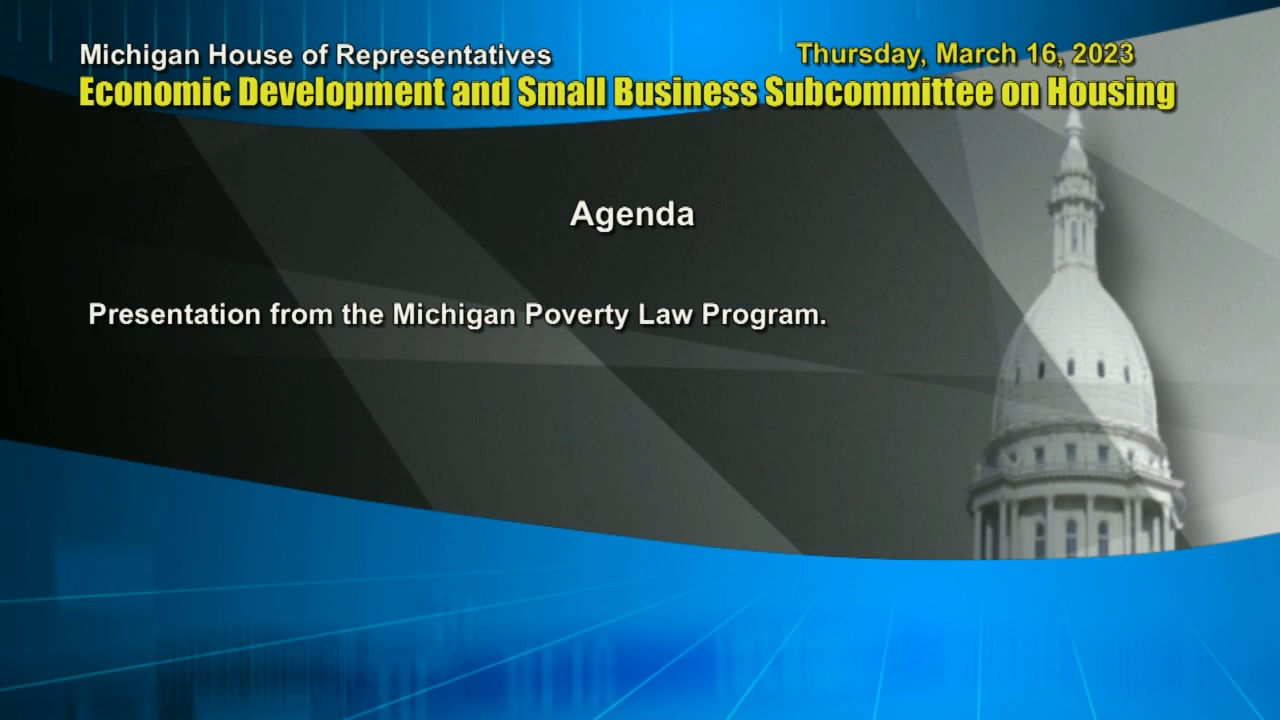 Michigan House of Representatives
Thursday, March 16, 2023
Economic Development and Small Business Subcommittee on Housing
Agenda
Presentation from the Michigan Poverty Law Program.